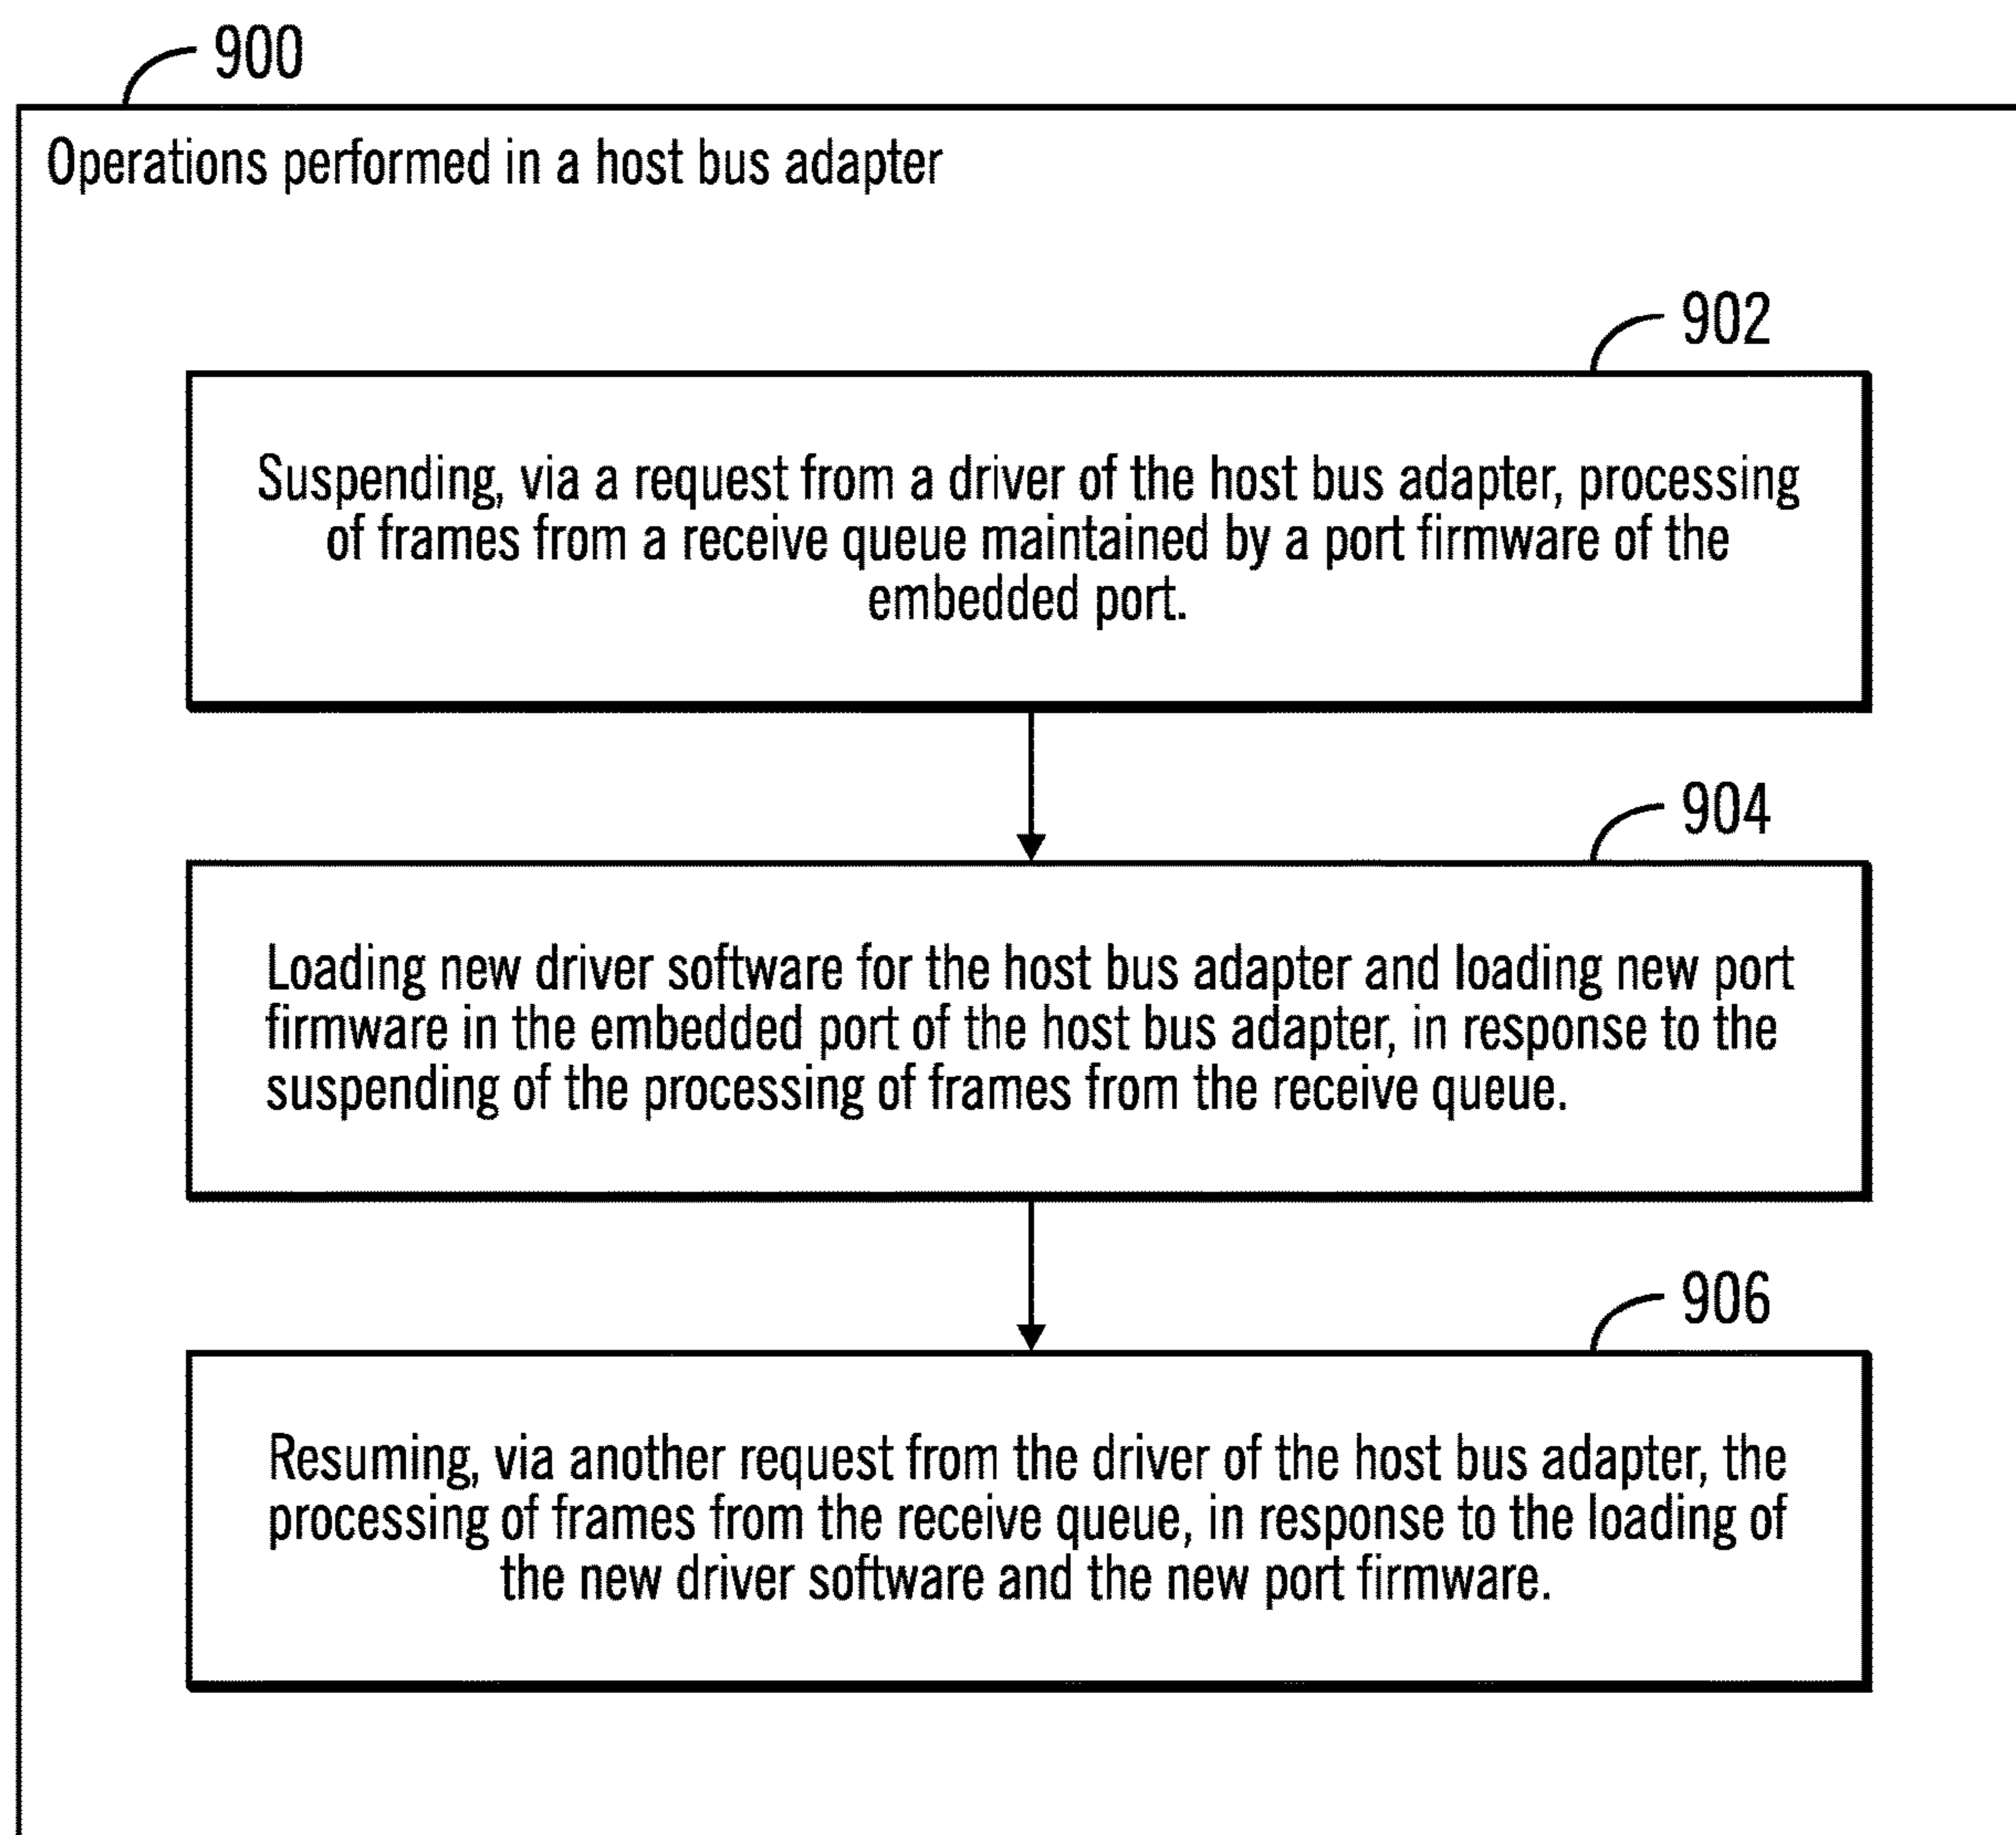 900
Operations performed in a host bus adapter
902
Suspending, via a request from a driver of the host bus adapter, processing
of frames from a receive queue maintained by a port firmware of the
embedded port.
904
Loading new driver software for the host bus adapter and loading new port
firmware in the embedded port of the host bus adapter, in response to the
suspending of the processing of frames from the receive queue.
906
Resuming, via another request from the driver of the host bus adapter, the
processing of frames from the receive queue, in response to the loading of
the new driver software and the new port firmware.